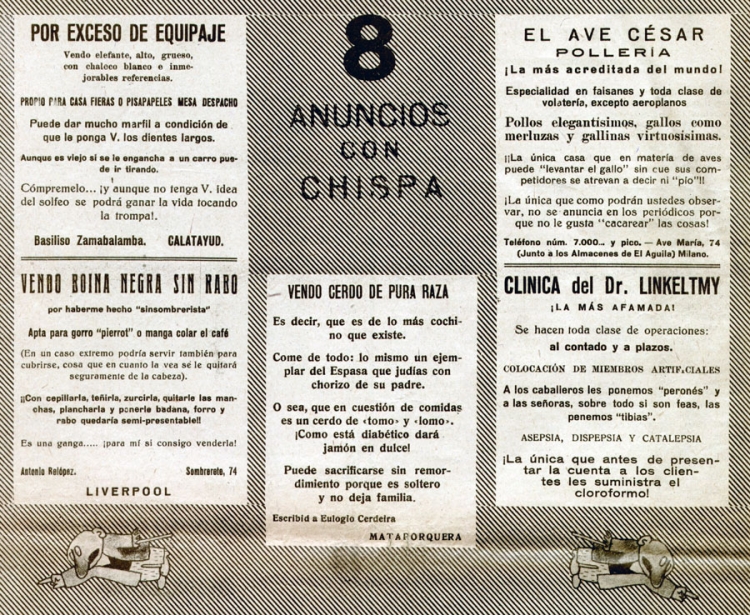 POR EXCESO DE EQUIPAJE
Vendo elefante, alto, grueso,
con chaleco blanco e inme-
jorables referencias.
PROPIO PARA CASA FIERAS O PISAPAPELES MESA DESPACHO
Puede dar mucho marfil a condición de
que le ponga V. los dientes largos.
Aunque es viejo si se le engancha a un carro pue-
de ir tirando.
Cómpremelo... ¡y aunque no tenga V. idea
del solfeo se podrá ganar la vida tocando
la trompa!.
Basiliso Zamabalamba. CALATAYUD.
VENDO BOINA NEGRA SIN RABO
por haberme hecho "sinsombrerista"
Apta para gorro "pierrot" o manga colar el café
(En un caso extremo podría servir también para
cubrirse, cosa que en cuanto la vea se le quitará
seguramente de la cabeza).
¡¡Con cepillarla, teñirla, zurcirla, quitarle las man-
chas, plancharla y ponerle badana, forro y
rabo quedaría semi-presentable!!
Es una ganga..... ¡para mí si consigo venderla!
Antonio Relópez. Sombrerete, 74
LIVERPOOL
8
ANUNCIOS
CON
CHISPA
VENDO CERDO DE PURA RAZA
Es decir, que es de lo más cochi-
no que existe.
Come de todo: lo mismo un ejem-
plar del Espasa que judías con
chorizo de su padre.
O sea, que en cuestión de comidas
es un cerdo de «tomo» y «lomo».
¡Como está diabético dará
jamón en dulce!
Puede sacrificarse sin remor-
dimiento porque es soltero
y no deja familia.
Escribid a Eulogio Cerdeira
MATAPORQUERA
EL AVE CÉSAR
POLLERÍA
¡La más acreditada del mundo!
Especialidad en faisanes y toda clase de
volatería, excepto aeroplanos
Pollos elegantísimos, gallos como
merluzas y gallinas virtuosísimas.
¡¡La única casa que en materia de aves
puede "levantar el gallo" sin que sus com-
petidores se atrevan a decir ni "pío"!!
¡La única que como podrán ustedes obser-
var, no se anuncia en los periódicos por-
que no le gusta "cacarear" las cosas!
Teléfono núm. 7.000... y pico. — Ave María, 74
(Junto a los Almacenes de El Aguila) Milano.
CLINICA del Dr. LINKELTMY
¡LA MÁS AFAMADA!
Se hacen toda clase de operaciones:
al contado y a plazos.
COLOCACIÓN DE MIEMBROS ARTIFICIALES
A los caballeros les ponemos "peronés" y
a las señoras, sobre todo si son feas, las
penemos "tibias".
ASEPSIA, DISPEPSIA Y CATALEPSIA
¡La única que antes de presen-
tar la cuenta a los clien-
tes les suministra el
cloroformo!